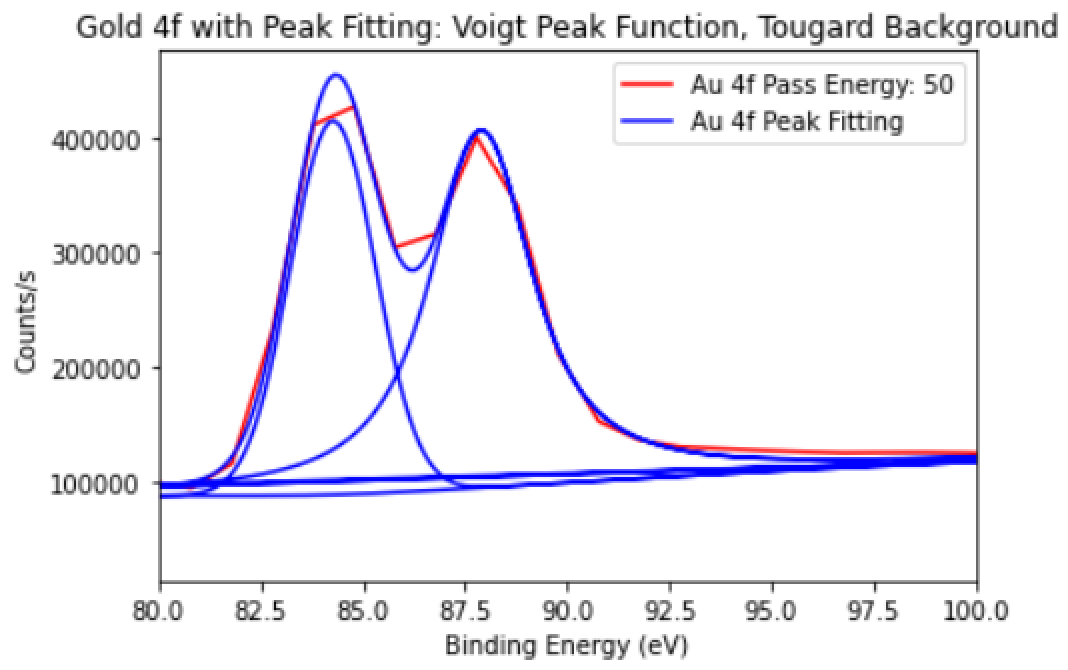 Gold 4f with Peak Fitting: Voigt Peak Function, Tougard Background
Au 4f Pass Energy: 50
Au 4f Peak Fitting
Counts/s
400000
300000
200000
100000
80.0 82.5 85.0 87.5 90.0 92.5 95.0 97.5 100.0
Binding Energy (eV)